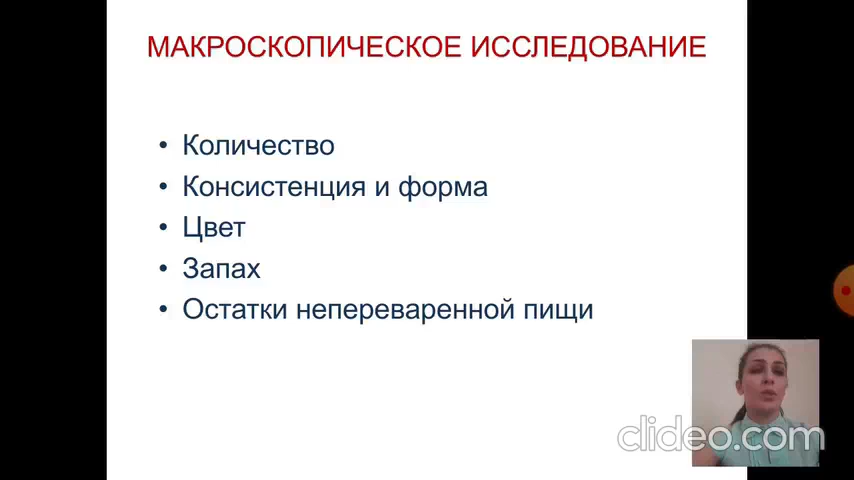 МАКРОСКОПИЧЕСКОЕ ИССЛЕДОВАНИЕ
• Количество
• Консистенция и форма
• Цвет
• Запах
• Остатки непереваренной пищи
clideo.com